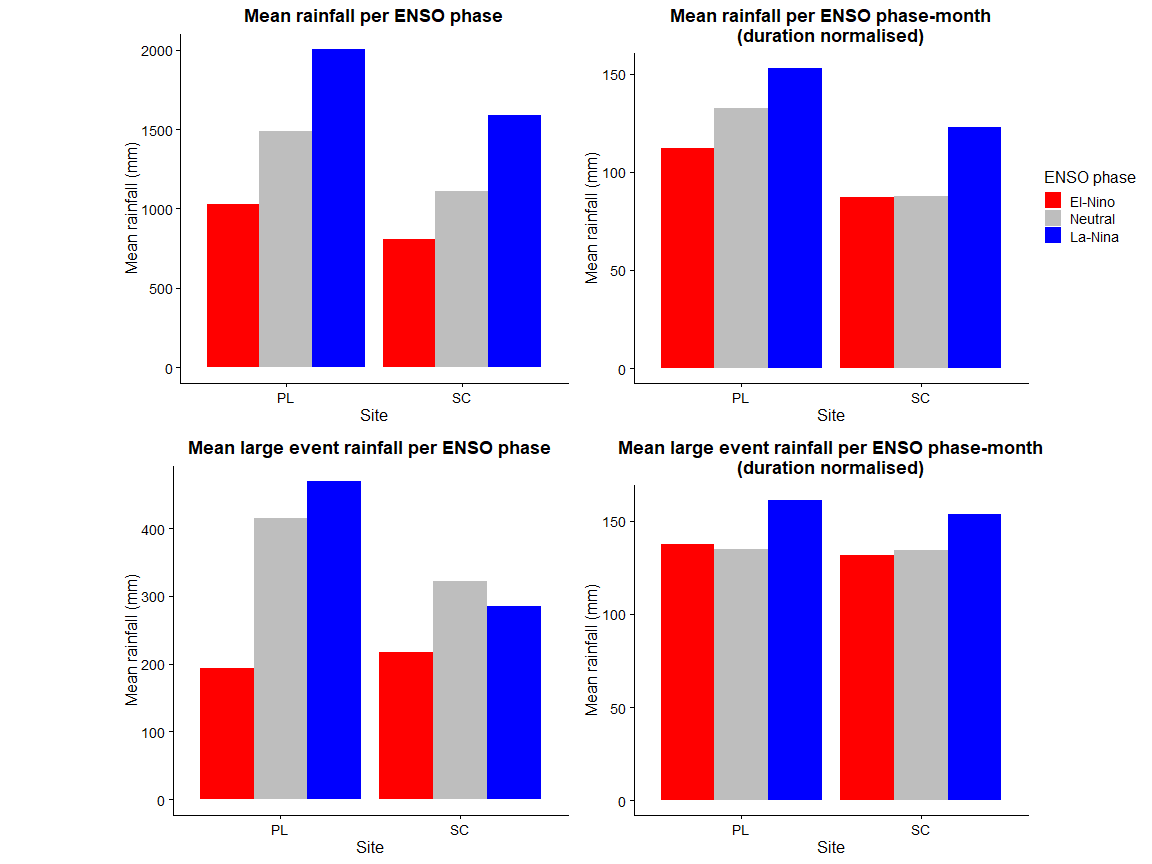 Mean rainfall per ENSO phase
Mean rainfall (mm)
2000
1500
1000
500
0
PL
SC
Site
Mean rainfall per ENSO phase-month
(duration normalised)
Mean rainfall (mm)
150
100
50
0
PL
SC
Site
ENSO phase
El-Nino
Neutral
La-Nina
Mean large event rainfall per ENSO phase
Mean rainfall (mm)
400
300
200
100
0
PL
SC
Site
Mean large event rainfall per ENSO phase-month
(duration normalised)
Mean rainfall (mm)
150
100
50
0
PL
SC
Site